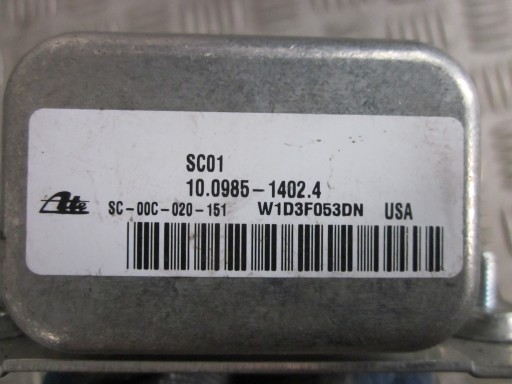 SC01
10.0985-1402.4
Ate SC-00C-020-151 W1D3F053DN USA